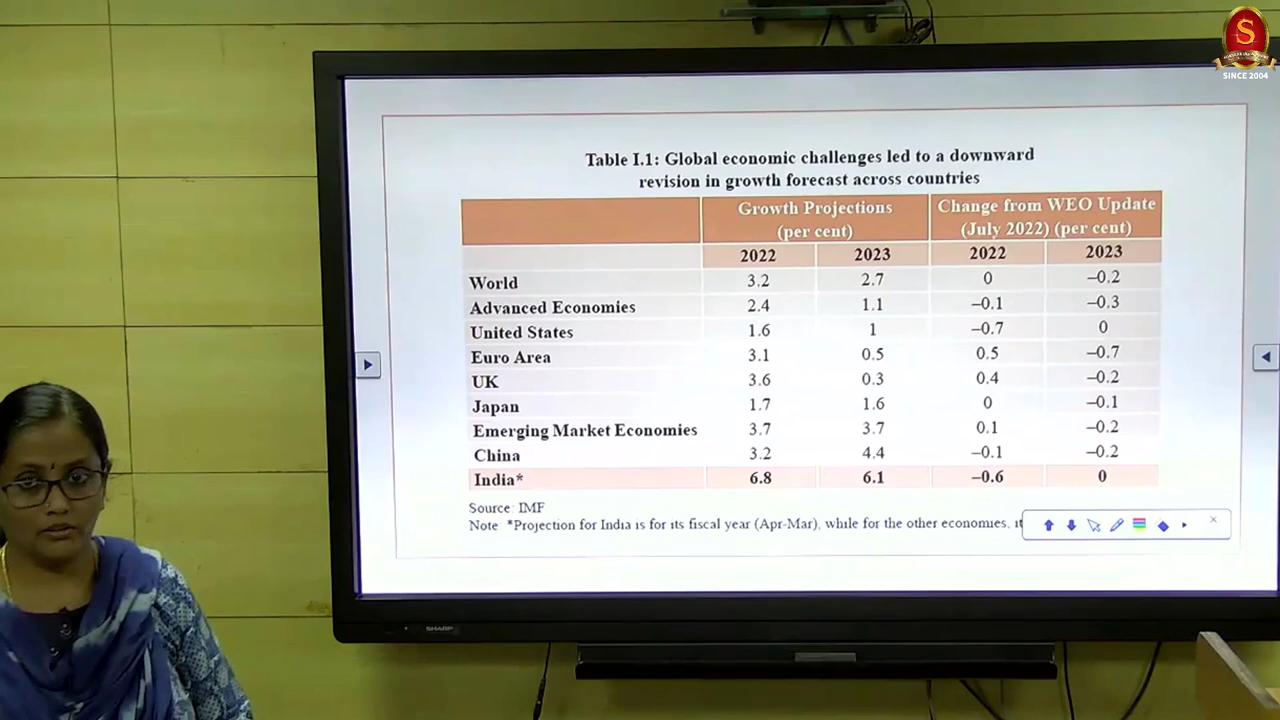 S
SINCE 2004
Table I.1: Global economic challenges led to a downward
revision in growth forecast across countries
Growth Projections Change from WEO Update
(per cent) (July 2022) (per cent)
2022 2023 2022 2023
World 3.2 2.7 0 –0.2
Advanced Economies 2.4 1.1 –0.1 –0.3
United States 1.6 1 –0.7 0
Euro Area 3.1 0.5 0.5 –0.7
UK 3.6 0.3 0.4 –0.2
Japan 1.7 1.6 0 –0.1
Emerging Market Economies 3.7 3.7 0.1 –0.2
China 3.2 4.4 –0.1 –0.2
India* 6.8 6.1 –0.6 0
Source: IMF
Note: *Projection for India is for its fiscal year (Apr-Mar), while for the other economies, it
SHARP